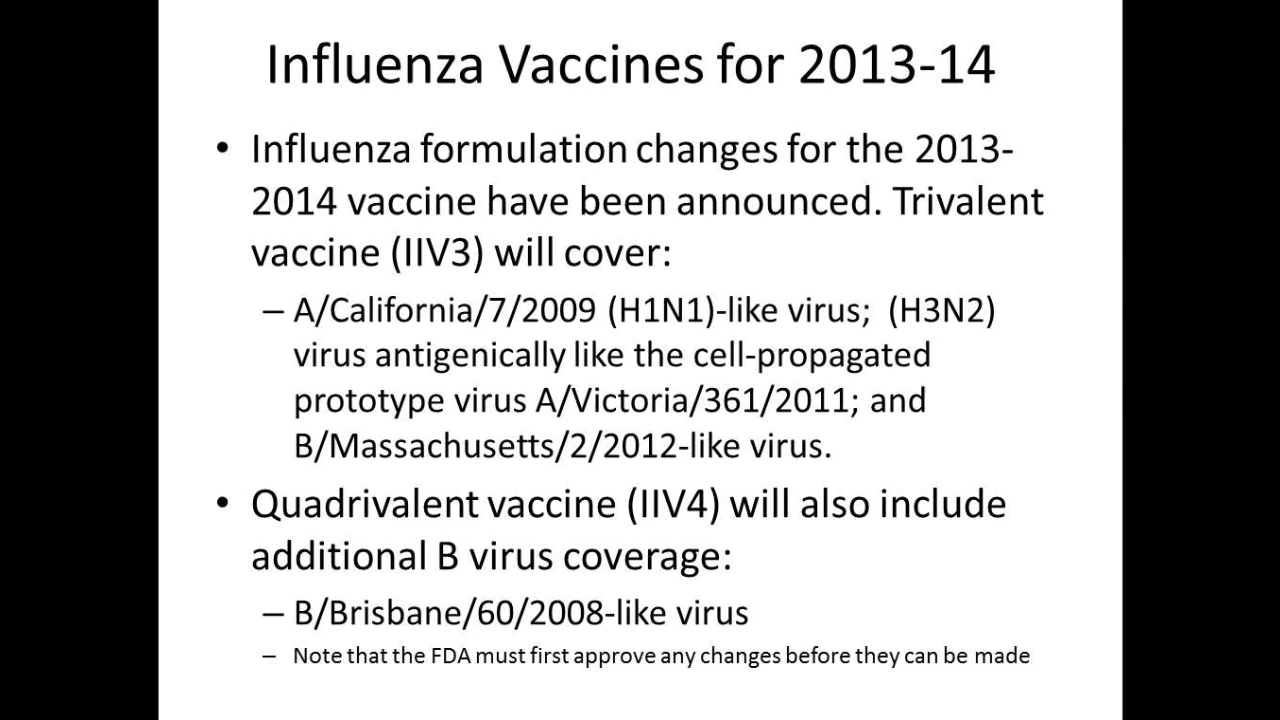 Influenza Vaccines for 2013-14
• Influenza formulation changes for the 2013-
2014 vaccine have been announced. Trivalent
vaccine (IIV3) will cover:
– A/California/7/2009 (H1N1)-like virus;  (H3N2)
virus antigenically like the cell-propagated
prototype virus A/Victoria/361/2011; and
B/Massachusetts/2/2012-like virus.
• Quadrivalent vaccine (IIV4) will also include
additional B virus coverage:
– B/Brisbane/60/2008-like virus
– Note that the FDA must first approve any changes before they can be made